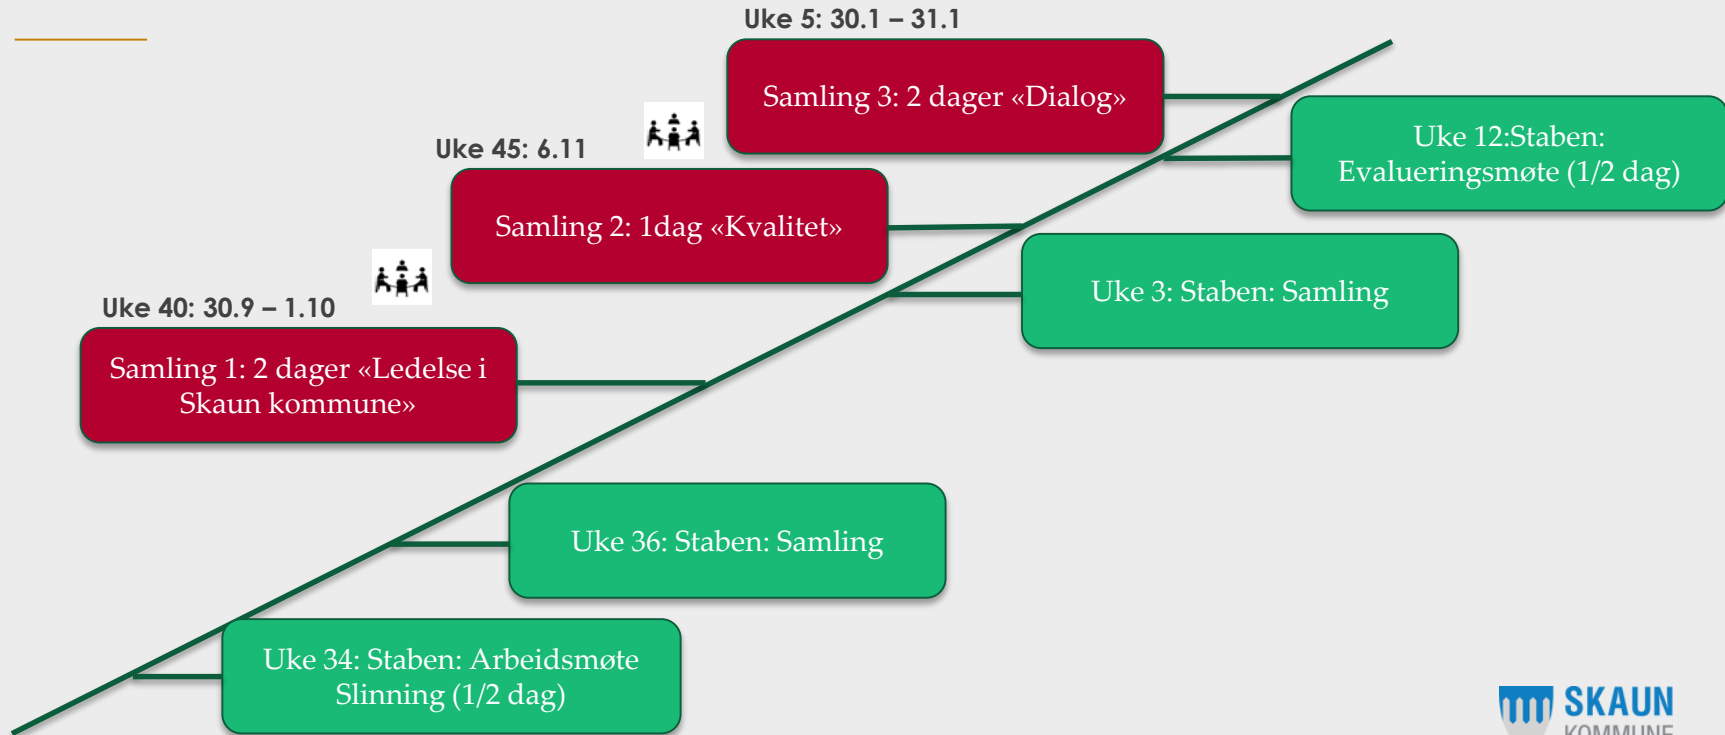 Uke 5: 30.1 – 31.1
Samling 3: 2 dager «Dialog»
Uke 12:Staben:
Evalueringsmøte (1/2 dag)
Uke 45: 6.11
Samling 2: 1dag «Kvalitet»
Uke 3: Staben: Samling
Uke 40: 30.9 – 1.10
Samling 1: 2 dager «Ledelse i
Skaun kommune»
Uke 36: Staben: Samling
Uke 34: Staben: Arbeidsmøte
Slinning (1/2 dag)
SKAUN
KOMMUNE